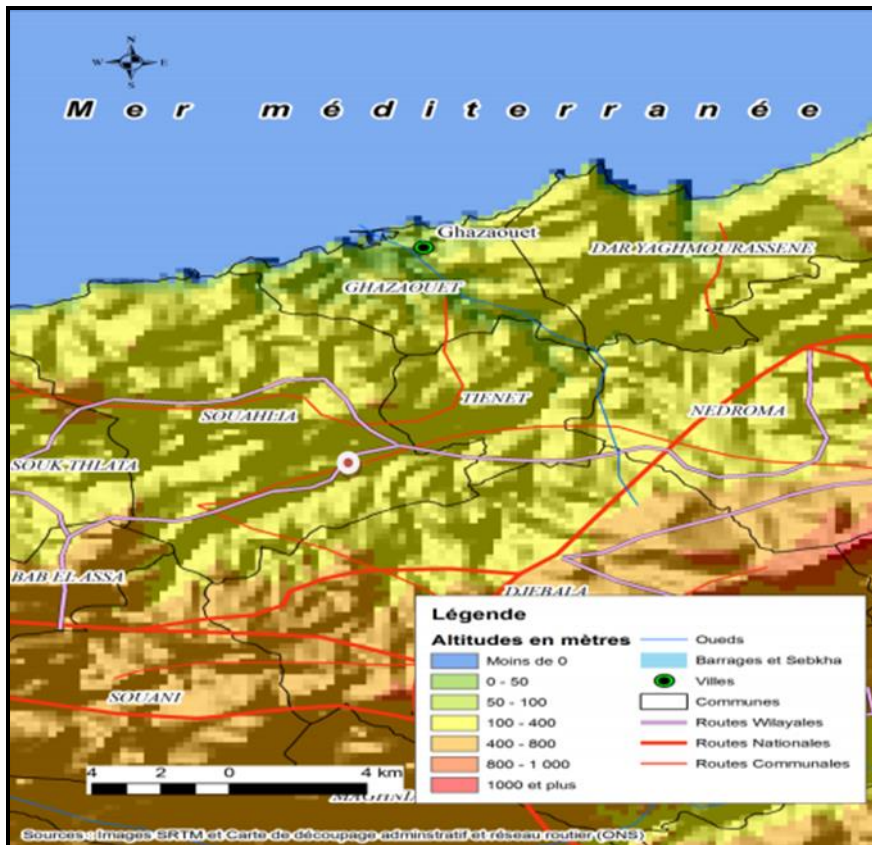 N
W E
S
Mer méditerranée
Ghazaouet
DAR YAGHMOURASSENE
GHAZAOUET
TIENET
NEDROMA
SOUAHLIA
SOUK THLATA
BAB EL ASSA
DJEBALA
SOUANI
MAGHNIA
Légende
Altitudes en mètres
Moins de 0
0 - 50
50 - 100
100 - 400
400 - 800
800 - 1 000
1000 et plus
Oueds
Barrages et Sebkha
Villes
Communes
Routes Wilayales
Routes Nationales
Routes Communales
4 2 0 4 km
Sources : Images SRTM et Carte de découpage adminstratif et réseau routier (ONS)